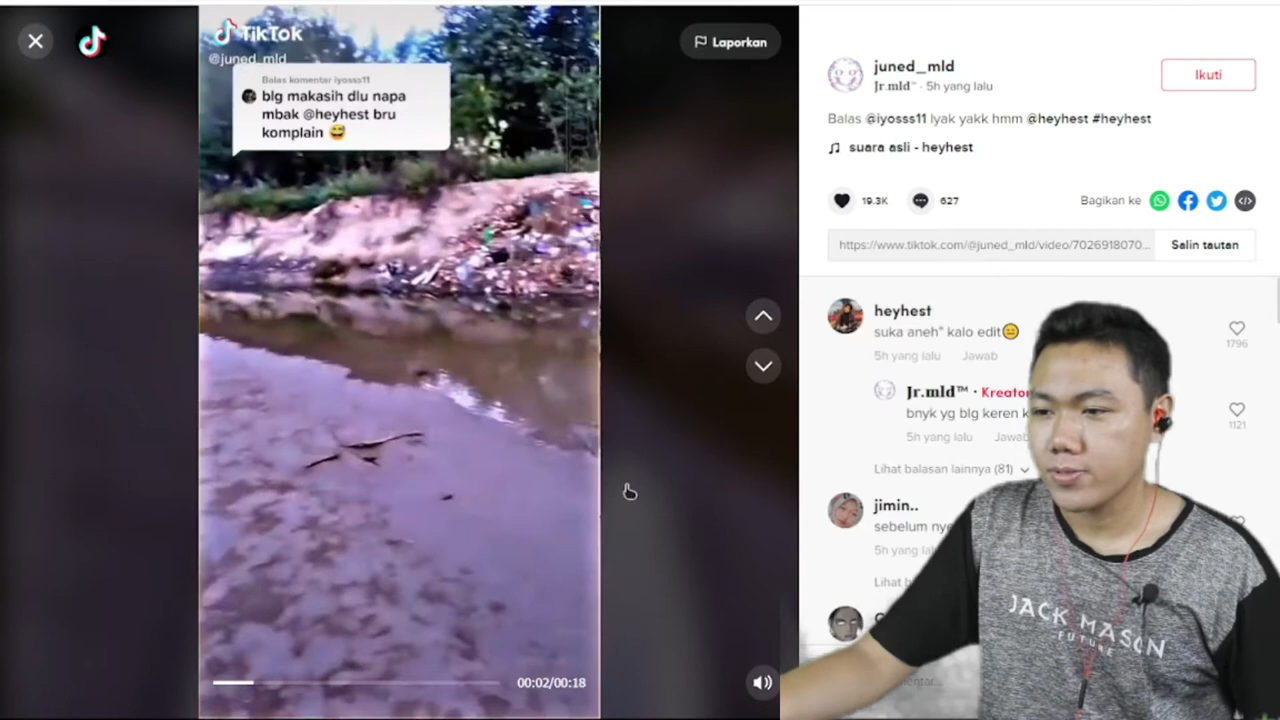 TikTok
@juned_mld
Balas komentar iyosss11
blg makasih dlu napa
mbak @heyhest bru
komplain 😅
Laporkan
00:02/00:18
juned_mld
Jr.mld™ · 5h yang lalu
Ikuti
Balas @iyosss11 Iyak yakk hmm @heyhest #heyhest
suara asli - heyhest
19.3K
627
Bagikan ke
https://www.tiktok.com/@juned_mld/video/7026918070...
Salin tautan
heyhest
suka aneh" kalo edit😑
5h yang lalu Jawab
1796
Jr.mld™ · Kreator
bnyk yg blg keren
5h yang lalu
1121
Lihat balasan lainnya (81)
jimin..
sebelum
5h yang
Lihat
JACK MASON
FUTURE